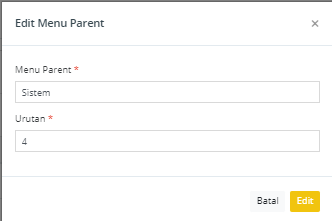 Edit Menu Parent ×
Menu Parent *
Sistem
Urutan *
4
Batal Edit